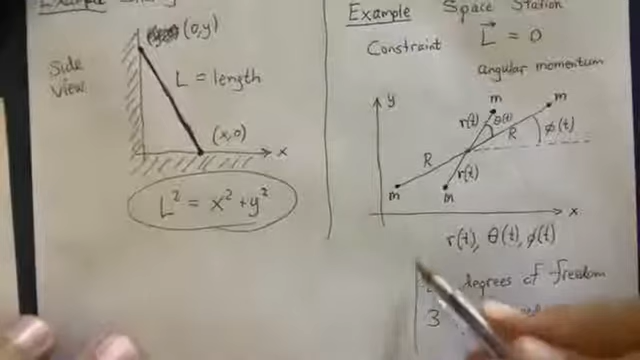 Example
(0,y)
Side
View
L = length
(x,0)
x
L² = x² + y²
Example Space Station
Constraint
L⃗ = 0
angular momentum
y
m
m
r(t)
θ(t)
R
ϕ(t)
R
r(t)
m
m
x
r(t), θ(t), ϕ(t)
degrees of freedom
3